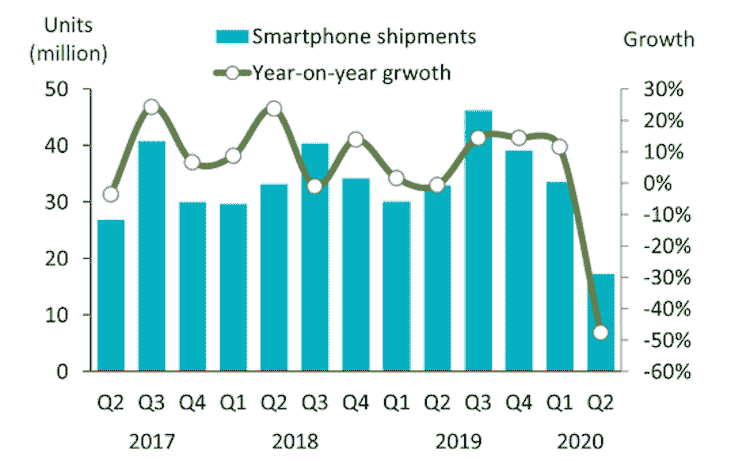 Units
(million)
Smartphone shipments
Year-on-year grwoth
Growth
50
40
30
20
10
0
30%
20%
10%
0%
-10%
-20%
-30%
-40%
-50%
-60%
Q2 Q3 Q4 Q1 Q2 Q3 Q4 Q1 Q2 Q3 Q4 Q1 Q2
2017 2018 2019 2020